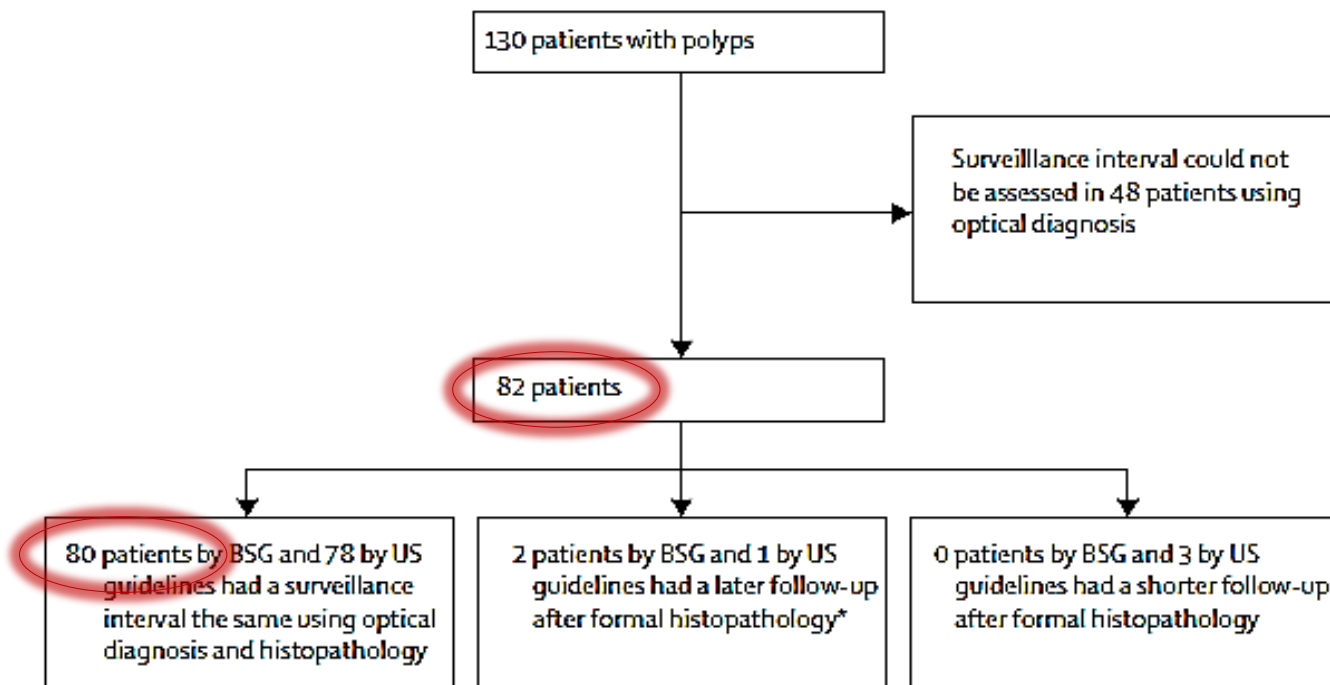 130 patients with polyps
Surveilllance interval could not
be assessed in 48 patients using
optical diagnosis
82 patients
80 patients by BSG and 78 by US
guidelines had a surveillance
interval the same using optical
diagnosis and histopathology
2 patients by BSG and 1 by US
guidelines had a later follow-up
after formal histopathology*
0 patients by BSG and 3 by US
guidelines had a shorter follow-up
after formal histopathology